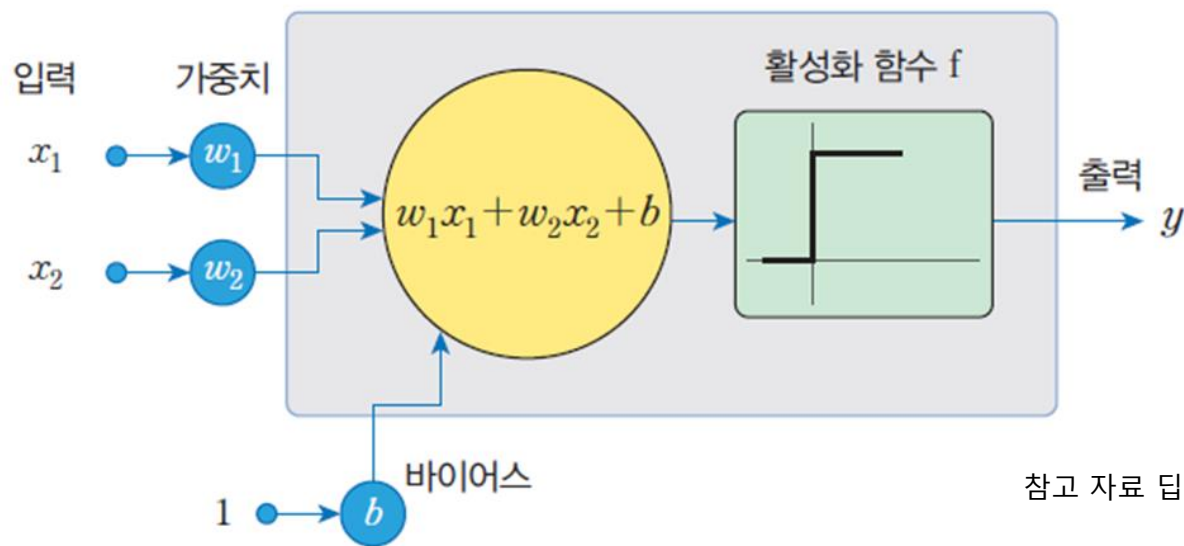 입력 가중치 활성화 함수 f
x₁ w₁
w₁x₁+w₂x₂+b
출력
y
x₂ w₂
바이어스
1 b
참고 자료 딥